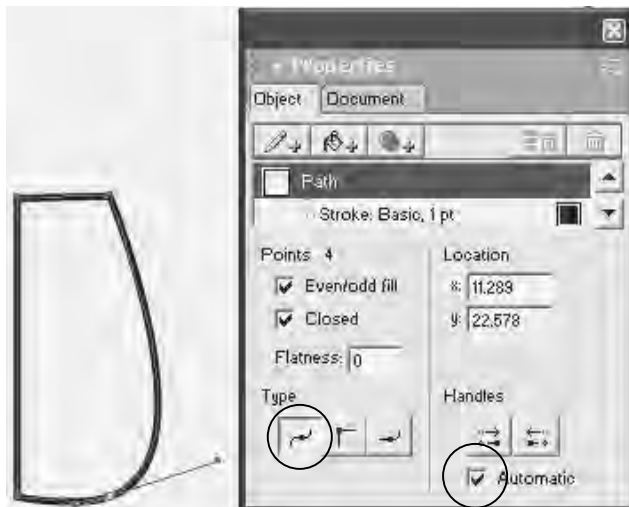 Properties
Object Document
Path
Stroke: Basic, 1 pt
Points 4
Even/odd fill
Closed
Flatness: 0
Type
Location
x: 11.289
y: 22.578
Handles
Automatic